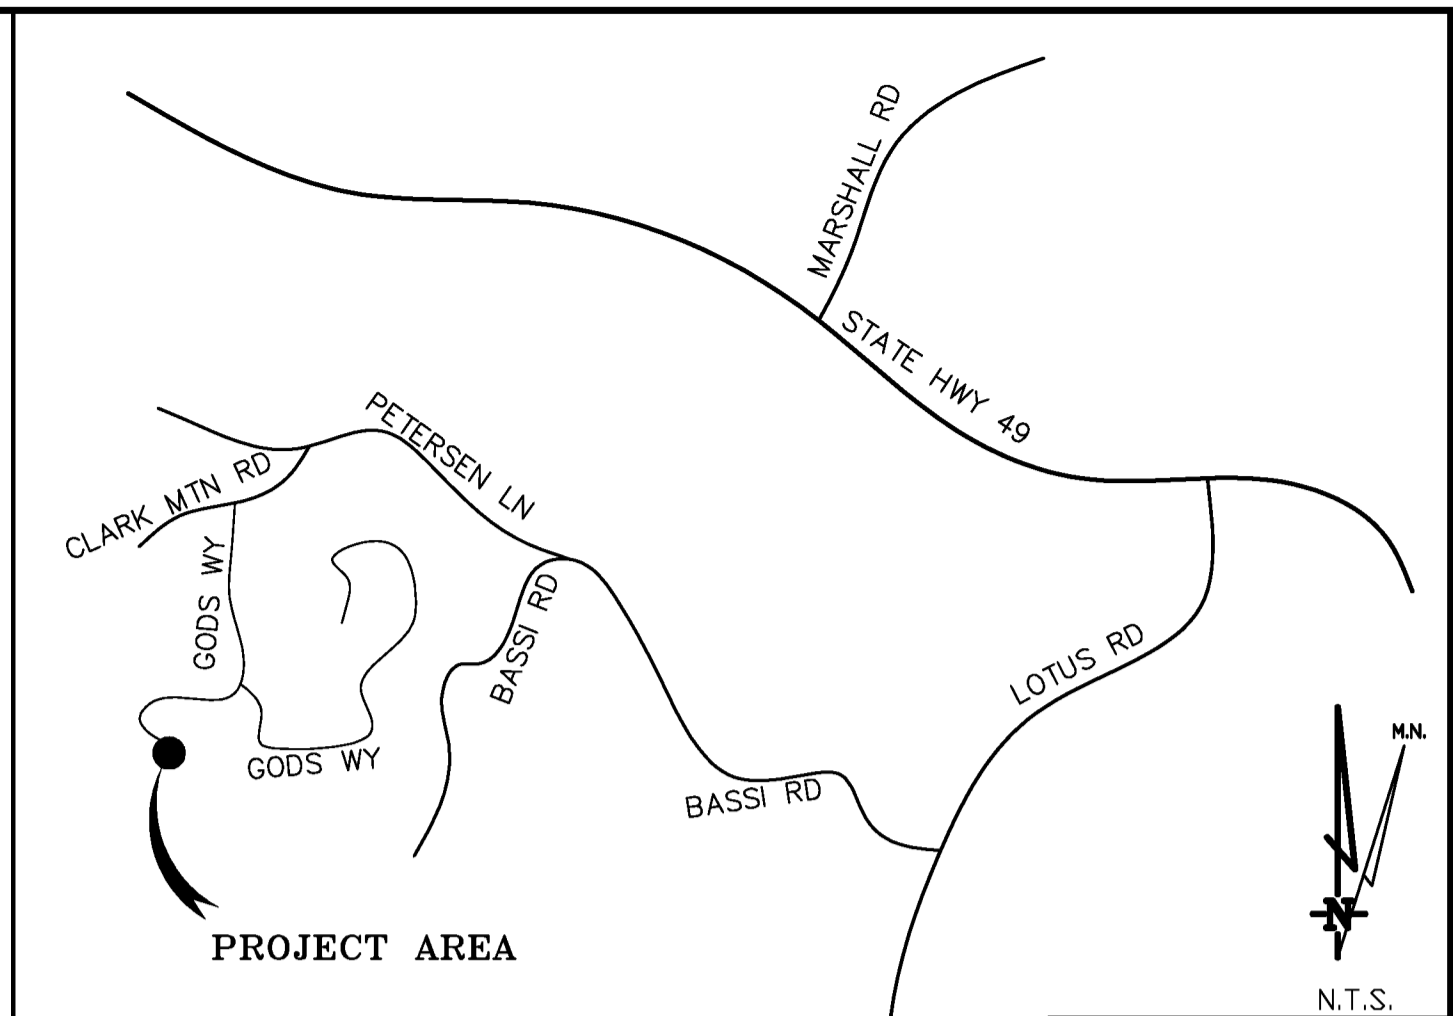 MARSHALL RD
STATE HWY 49
PETERSEN LN
CLARK MTN RD
GODS WY
BASSI RD
LOTUS RD
GODS WY
BASSI RD
M.N.
N
PROJECT AREA
N.T.S.